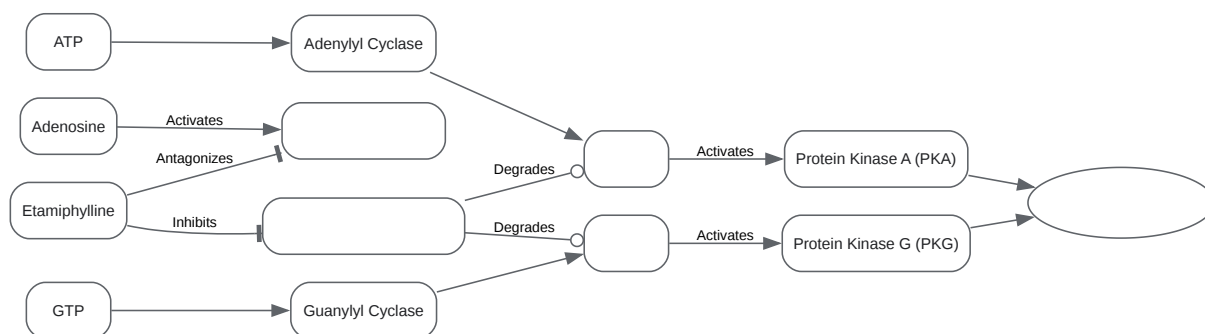 ATP
Adenylyl Cyclase
Adenosine
Activates
Antagonizes
Etamiphylline
Inhibits
Degrades
Degrades
Activates
Protein Kinase A (PKA)
Activates
Protein Kinase G (PKG)
GTP
Guanylyl Cyclase